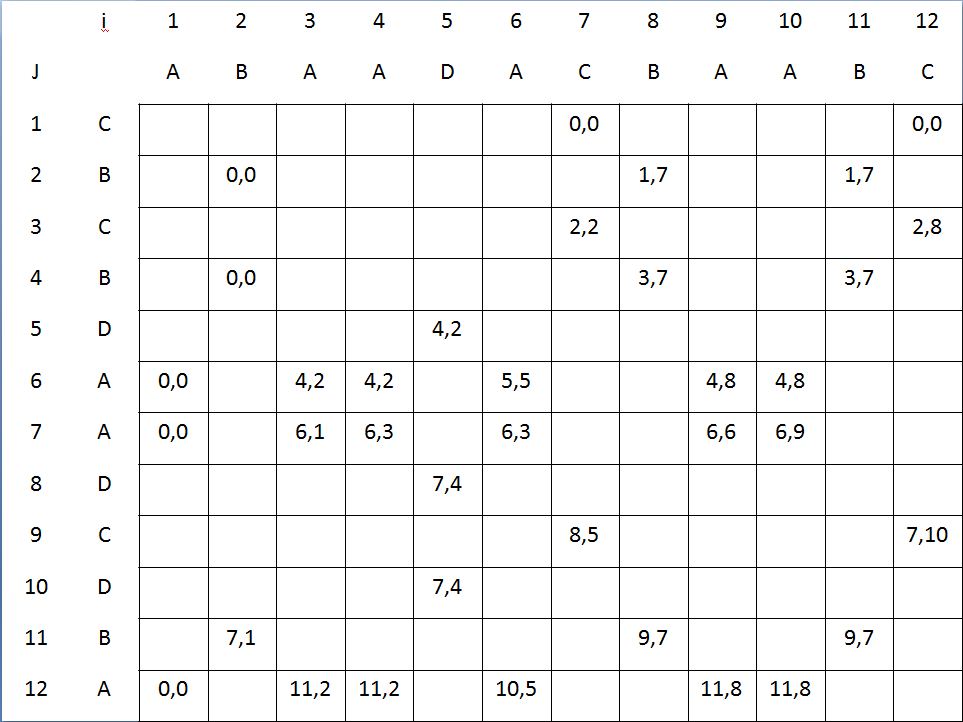 i 1 2 3 4 5 6 7 8 9 10 11 12
J A B A A D A C B A A B C
1 C 0,0 0,0
2 B 0,0 1,7 1,7
3 C 2,2 2,8
4 B 0,0 3,7 3,7
5 D 4,2
6 A 0,0 4,2 4,2 5,5 4,8 4,8
7 A 0,0 6,1 6,3 6,3 6,6 6,9
8 D 7,4
9 C 8,5 7,10
10 D 7,4
11 B 7,1 9,7 9,7
12 A 0,0 11,2 11,2 10,5 11,8 11,8